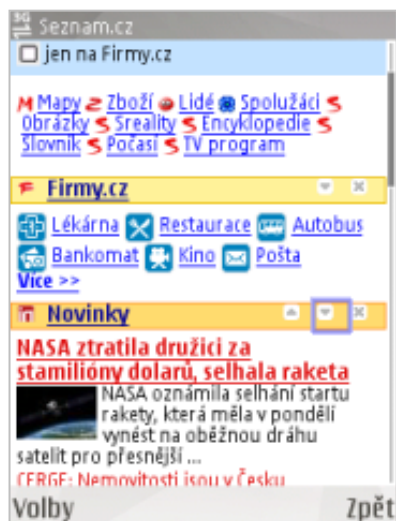 3G Seznam.cz
jen na Firmy.cz
Mapy Zboží Lidé Spolužáci
Obrázky Sreality Encyklopedie
Slovník Počasí TV program
Firmy.cz
Lékárna Restaurace Autobus
Bankomat Kino Pošta
Více >>
Novinky
NASA ztratila družici za
stamilióny dolarů, selhala raketa
NASA oznámila selhání startu
rakety, která měla v pondělí
vynést na oběžnou dráhu
satelit pro přesnější ...
CERGE: Nemovitosti jsou v Česku
Volby Zpět